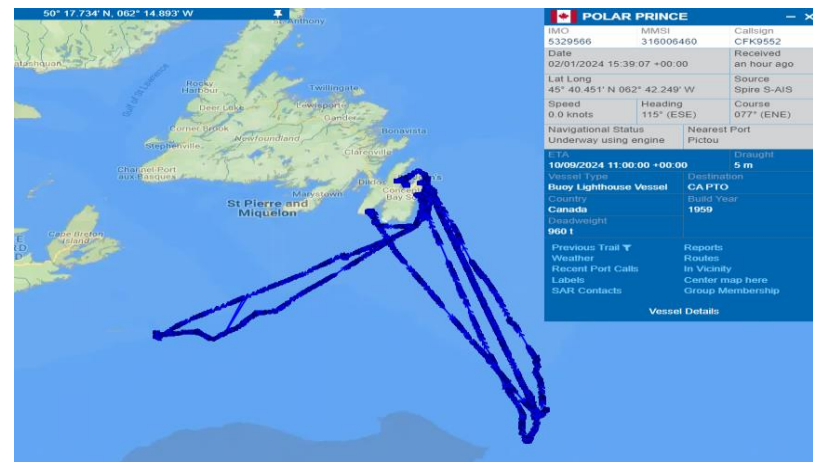 50° 17.734' N, 062° 14.893' W
POLAR PRINCE
IMO MMSI Callsign
5329566 316006460 CFK9552
Date Received
02/01/2024 15:39:07 +00:00 an hour ago
Lat Long Source
45° 40.451' N 062° 42.249' W Spire S-AIS
Speed Heading Course
0.0 knots 115° (ESE) 077° (ENE)
Navigational Status Nearest Port
Underway using engine Pictou
ETA Draught
10/09/2024 11:00:00 +00:00 5 m
Vessel Type Destination
Buoy Lighthouse Vessel CA PTO
Country Build Year
Canada 1959
Deadweight
960 t
Previous Trail Reports
Weather Routes
Recent Port Calls In Vicinity
Labels Center map here
SAR Contacts Group Membership
Vessel Details
Anthony
Gulf of St Lawrence
Rocky
Harbour
Twillingate
Deer Lake
Lewisporte
Gander
Corner Brook
Newfoundland
Bonavista
Stephenville
Clarenville
Channel-Port
aux Basques
Marystown
St Pierre and
Miquelon
Bay
Cape Breton
Island